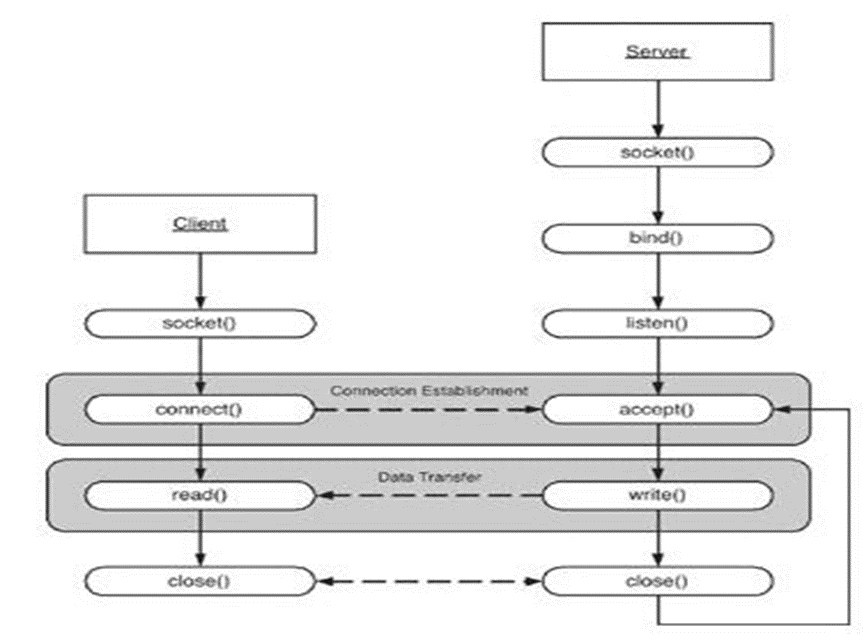 Server
socket()
bind()
Client
socket()
listen()
Connection Establishment
connect()
accept()
Data Transfer
read()
write()
close()
close()